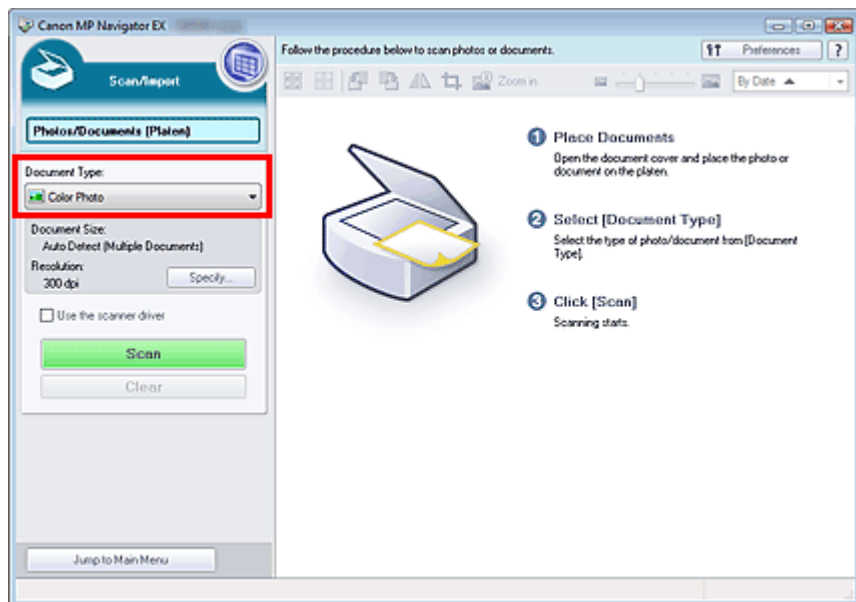 Canon MP Navigator EX
Scan/Import
Photos/Documents (Platen)
Document Type:
Color Photo
Document Size:
Auto Detect (Multiple Documents)
Resolution:
300 dpi
Specify...
Use the scanner driver
Scan
Clear
Jump to Main Menu
Follow the procedure below to scan photos or documents.
Preferences
?
Zoom in
By Date
1 Place Documents
Open the document cover and place the photo or
document on the platen.
2 Select [Document Type]
Select the type of photo/document from [Document
Type].
3 Click [Scan]
Scanning starts.